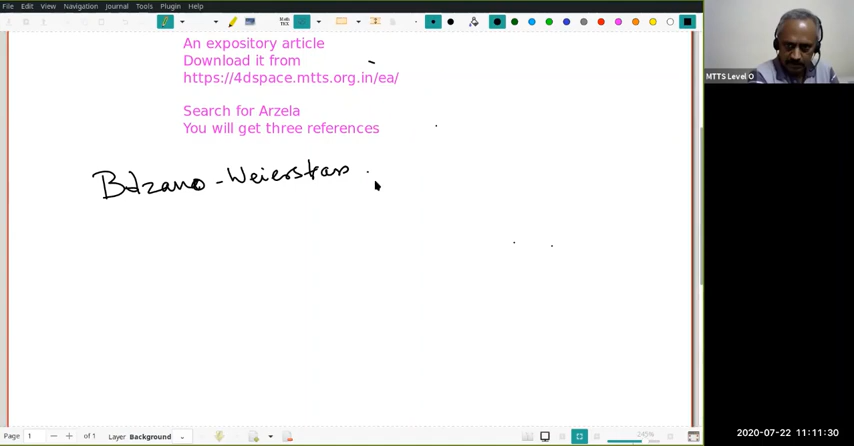 File Edit View Navigation Journal Tools Plugin Help
An expository article
Download it from
https://4dspace.mtts.org.in/ea/
MTTS Level O
Search for Arzela
You will get three references
Bolzano - Weierstrass
Page 1 of 1 Layer Background 245%
2020-07-22 11:11:30